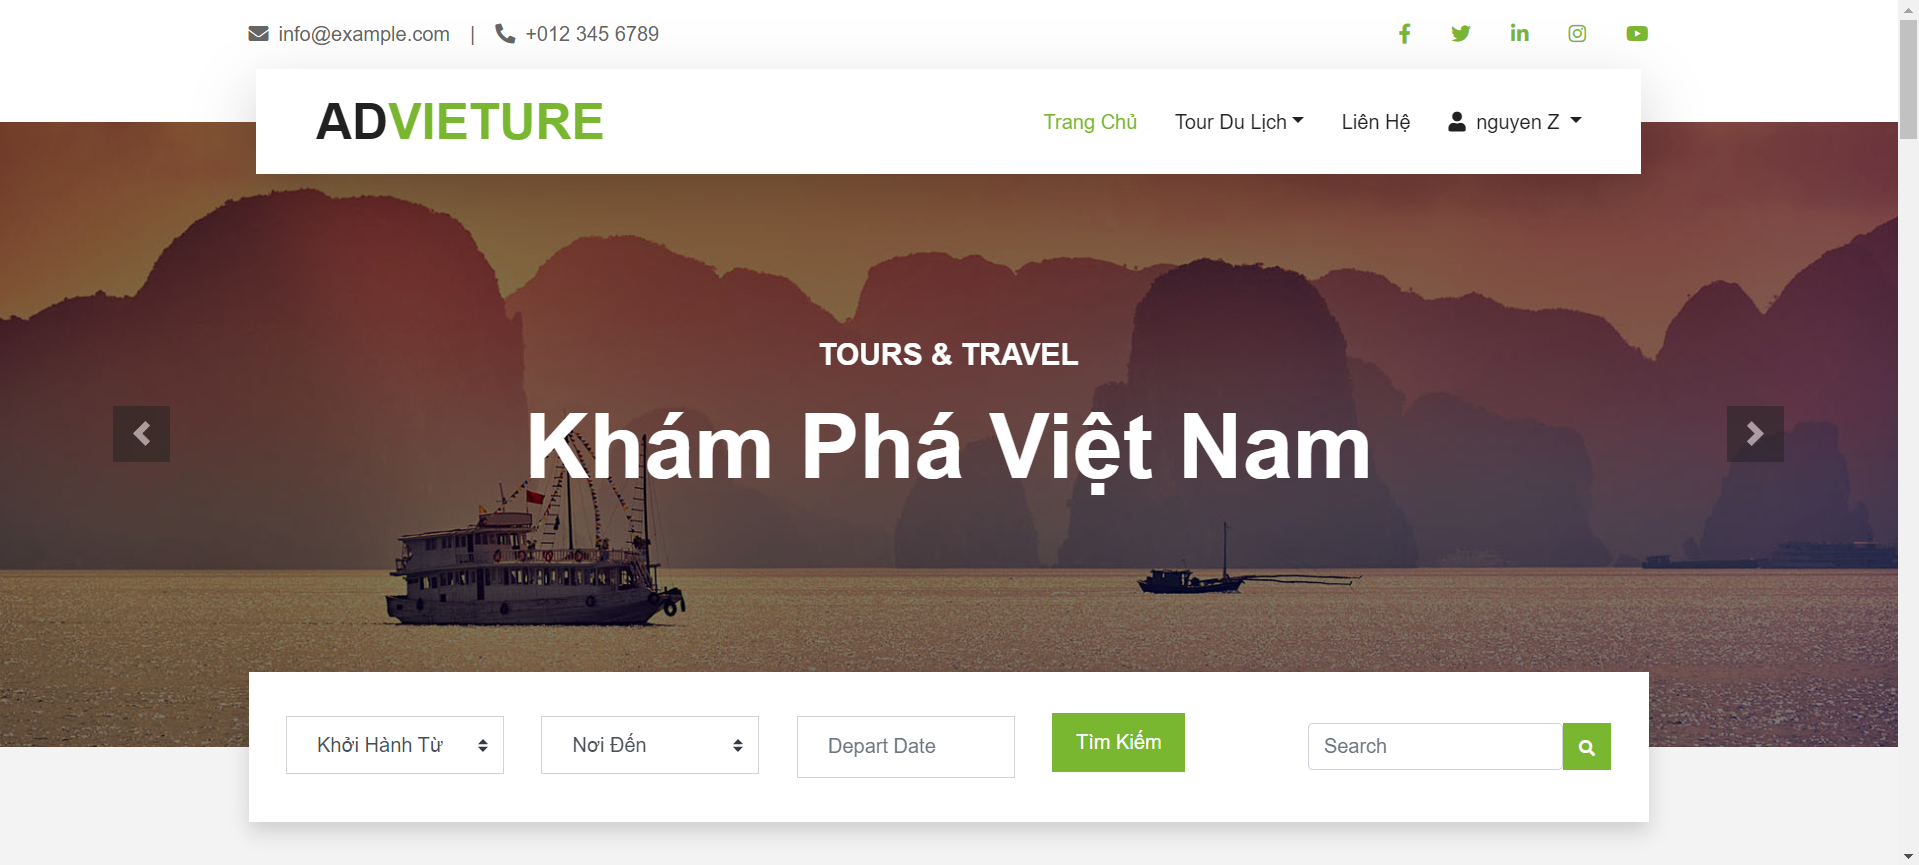 info@example.com | +012 345 6789
ADVIETURE
Trang Chủ Tour Du Lịch Liên Hệ nguyen Z
TOURS & TRAVEL
Khám Phá Việt Nam
Khởi Hành Từ Nơi Đến Depart Date Tìm Kiếm Search